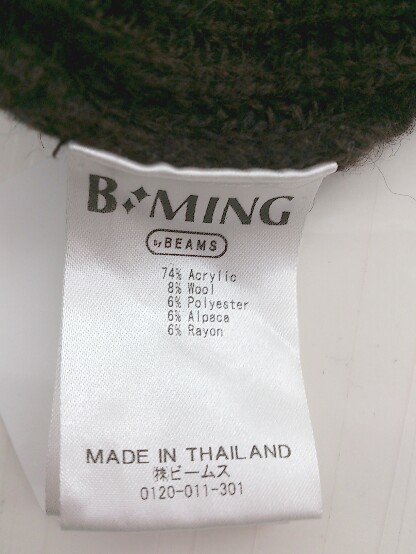 B:MING
by BEAMS
74% Acrylic
8% Wool
6% Polyester
6% Alpaca
6% Rayon
MADE IN THAILAND
㈱ビームス
0120-011-301